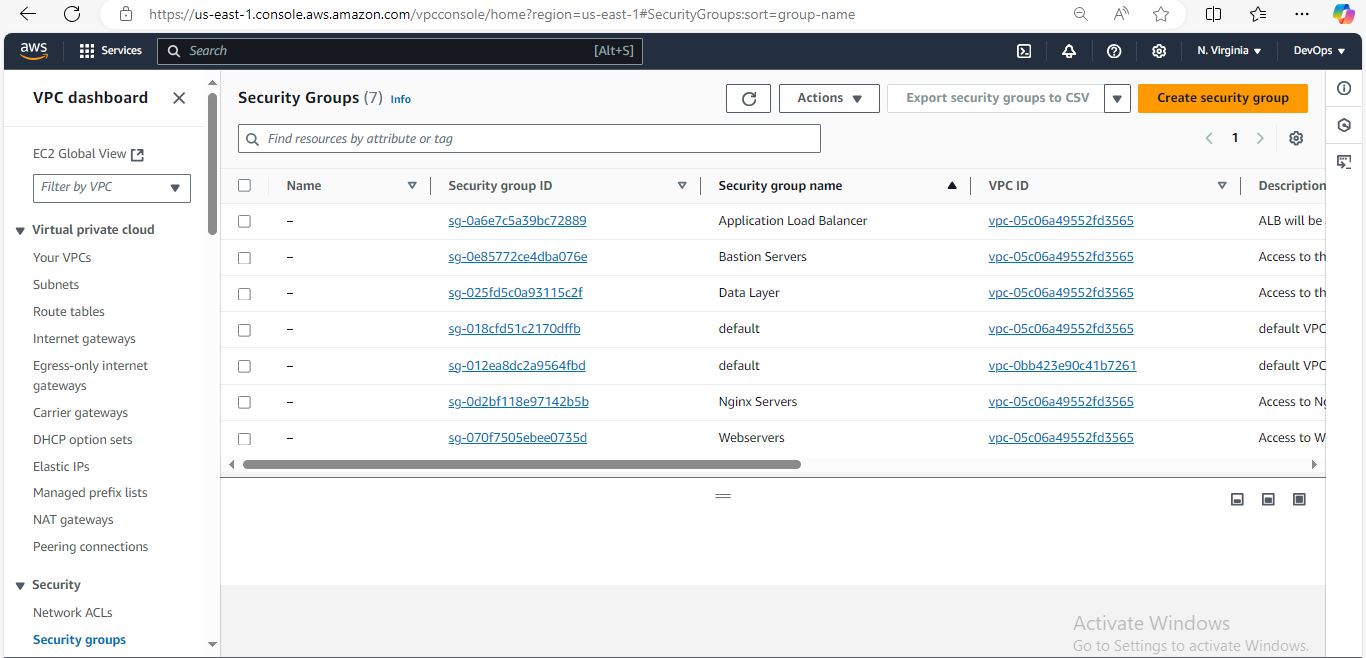 https://us-east-1.console.aws.amazon.com/vpcconsole/home?region=us-east-1#SecurityGroups:sort=group-name
aws Services Search [Alt+S] N. Virginia DevOps
VPC dashboard
EC2 Global View
Filter by VPC
Virtual private cloud
Your VPCs
Subnets
Route tables
Internet gateways
Egress-only internet
gateways
Carrier gateways
DHCP option sets
Elastic IPs
Managed prefix lists
NAT gateways
Peering connections
Security
Network ACLs
Security groups
Security Groups (7) Info Actions Export security groups to CSV Create security group
Find resources by attribute or tag 1
Name Security group ID Security group name VPC ID Description
– sg-0a6e7c5a39bc72889 Application Load Balancer vpc-05c06a49552fd3565 ALB will be
– sg-0e85772ce4dba076e Bastion Servers vpc-05c06a49552fd3565 Access to th
– sg-025fd5c0a93115c2f Data Layer vpc-05c06a49552fd3565 Access to th
– sg-018cfd51c2170dffb default vpc-05c06a49552fd3565 default VPC
– sg-012ea8dc2a9564fbd default vpc-0bb423e90c41b7261 default VPC
– sg-0d2bf118e97142b5b Nginx Servers vpc-05c06a49552fd3565 Access to Ng
– sg-070f7505ebee0735d Webservers vpc-05c06a49552fd3565 Access to W
Activate Windows
Go to Settings to activate Windows.